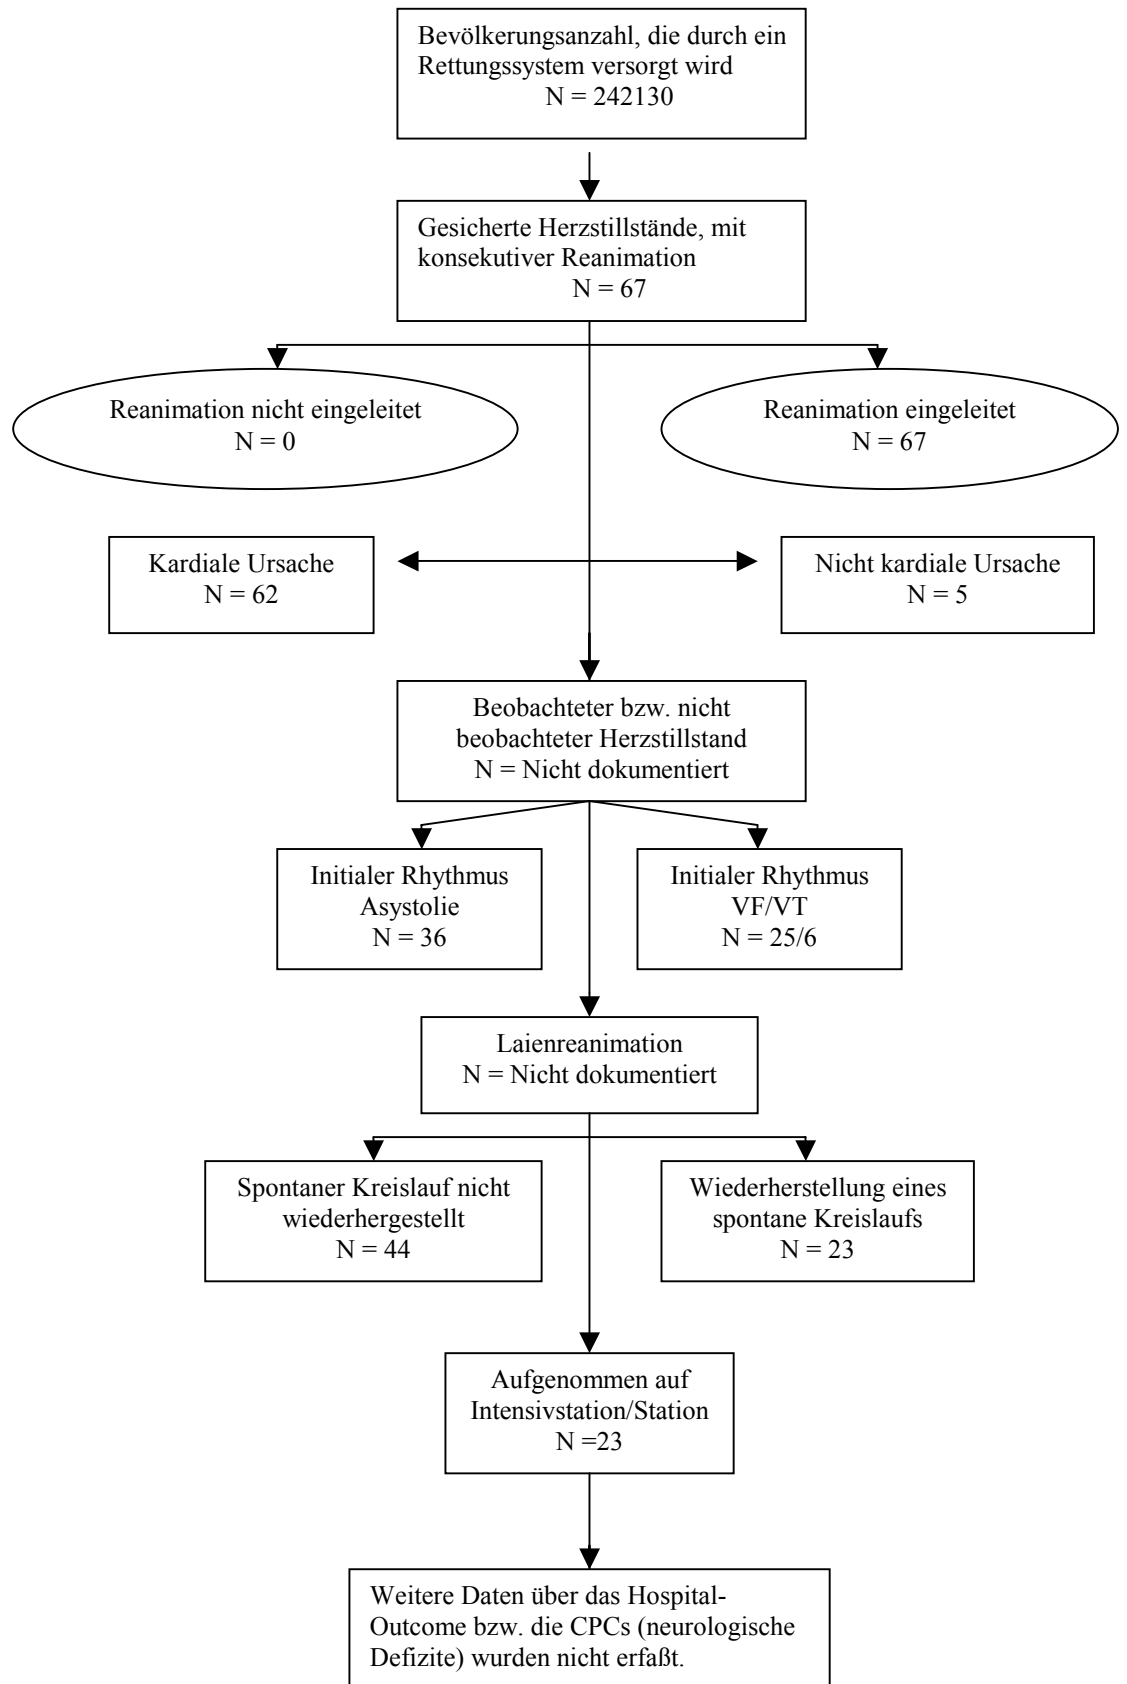 Bevölkerungsanzahl, die durch ein
Rettungssystem versorgt wird
N = 242130
Gesicherte Herzstillstände, mit
konsekutiver Reanimation
N = 67
Reanimation nicht eingeleitet
N = 0
Reanimation eingeleitet
N = 67
Kardiale Ursache
N = 62
Nicht kardiale Ursache
N = 5
Beobachteter bzw. nicht
beobachteter Herzstillstand
N = Nicht dokumentiert
Initialer Rhythmus
Asystolie
N = 36
Initialer Rhythmus
VF/VT
N = 25/6
Laienreanimation
N = Nicht dokumentiert
Spontaner Kreislauf nicht
wiederhergestellt
N = 44
Wiederherstellung eines
spontane Kreislaufs
N = 23
Aufgenommen auf
Intensivstation/Station
N =23
Weitere Daten über das Hospital-
Outcome bzw. die CPCs (neurologische
Defizite) wurden nicht erfaßt.